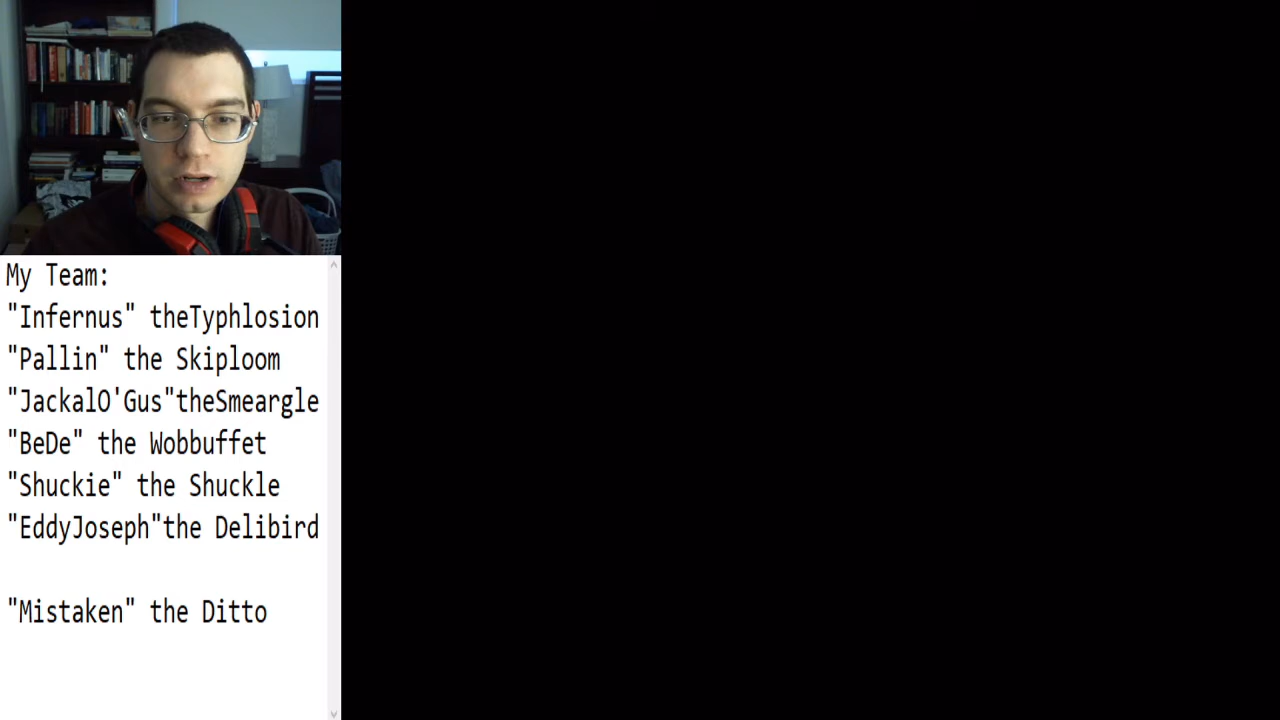 My Team:
"Infernus" theTyphlosion
"Pallin" the Skiploom
"JackalO'Gus"theSmeargle
"BeDe" the Wobbuffet
"Shuckie" the Shuckle
"EddyJoseph"the Delibird
"Mistaken" the Ditto